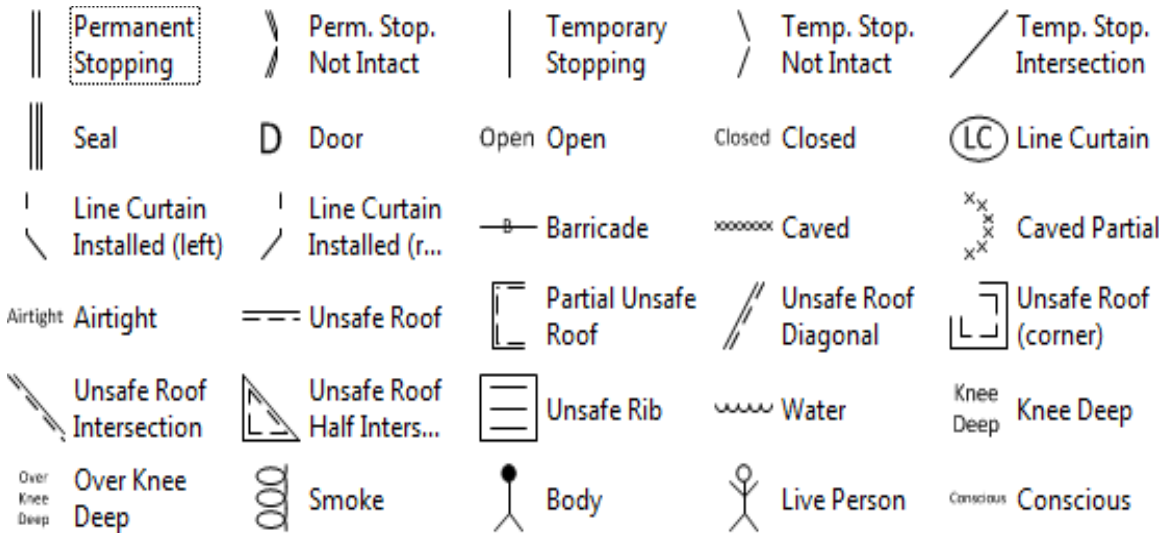 Permanent
Stopping
Perm. Stop.
Not Intact
Temporary
Stopping
Temp. Stop.
Not Intact
Temp. Stop.
Intersection
Seal
D Door
Open Open
Closed Closed
LC Line Curtain
Line Curtain
Installed (left)
Line Curtain
Installed (r...
B Barricade
Caved
Caved Partial
Airtight Airtight
Unsafe Roof
Partial Unsafe
Roof
Unsafe Roof
Diagonal
Unsafe Roof
(corner)
Unsafe Roof
Intersection
Unsafe Roof
Half Inters...
Unsafe Rib
Water
Knee
Deep
Knee Deep
Over
Knee
Deep
Over Knee
Deep
Smoke
Body
Live Person
Conscious Conscious